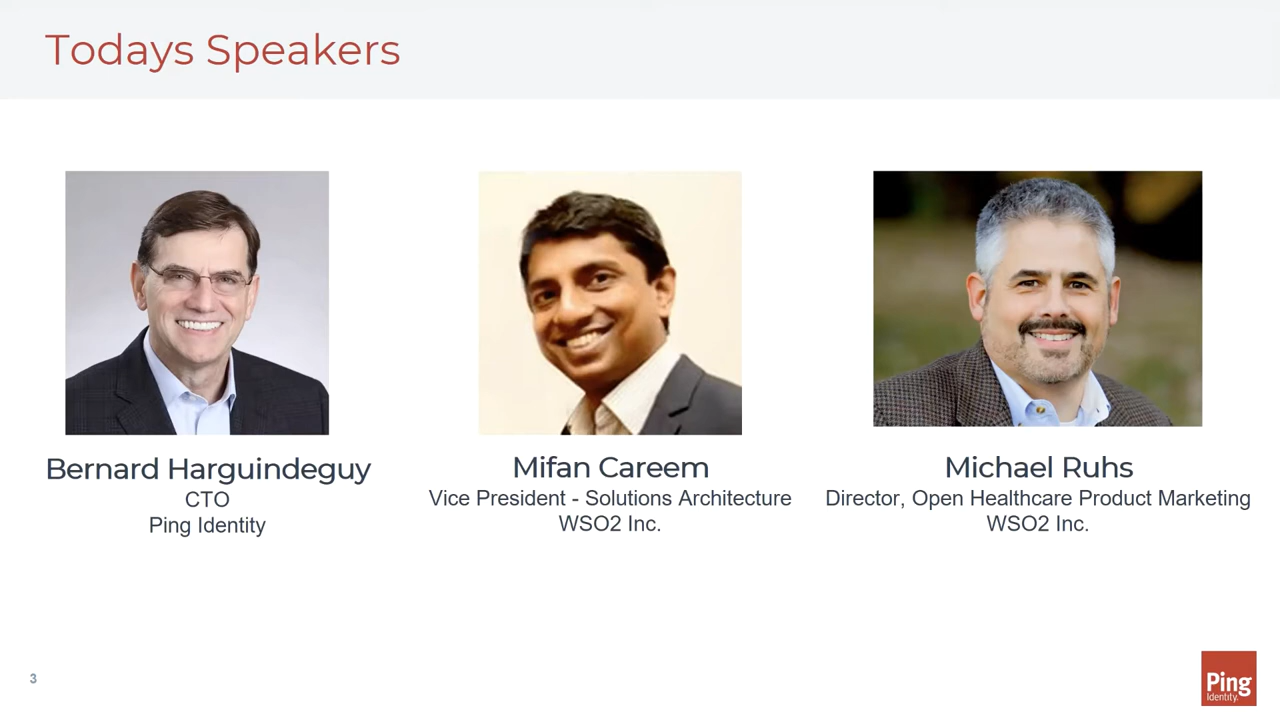 Todays Speakers
Bernard Harguindeguy
CTO
Ping Identity
Mifan Careem
Vice President - Solutions Architecture
WSO2 Inc.
Michael Ruhs
Director, Open Healthcare Product Marketing
WSO2 Inc.
3
Ping
Identity.